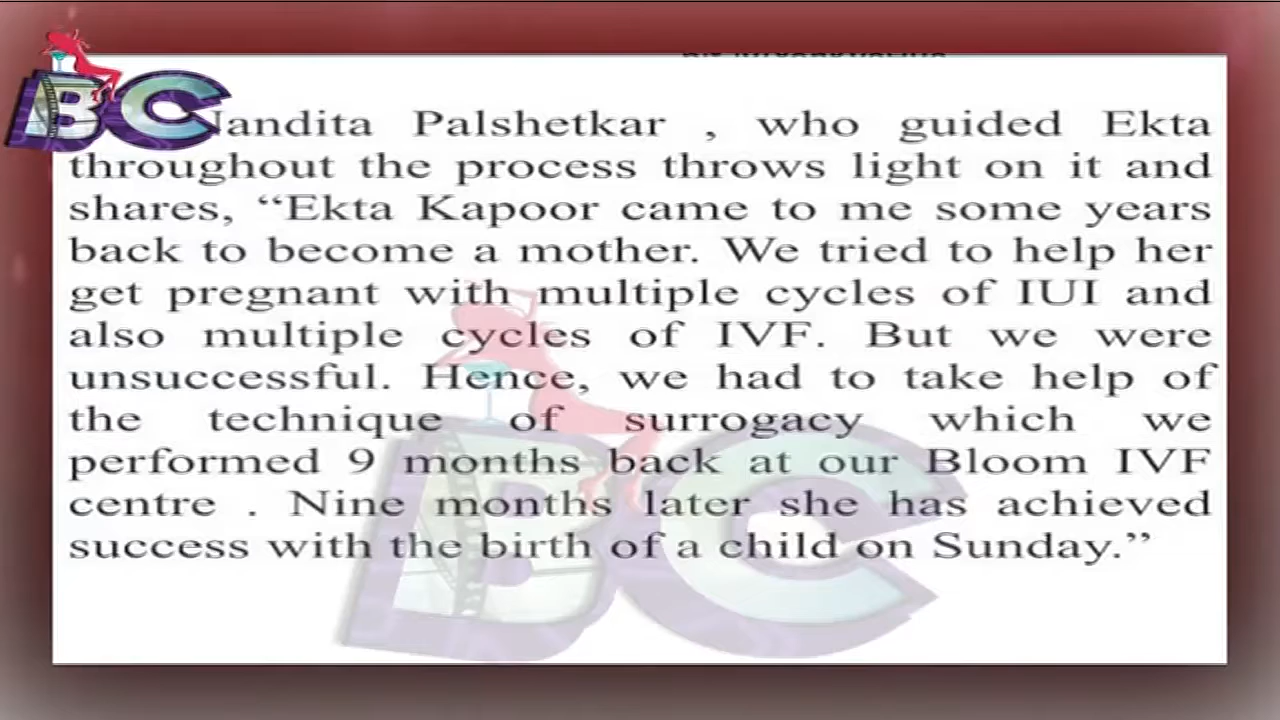 BC
Nandita Palshetkar , who guided Ekta
throughout the process throws light on it and
shares, “Ekta Kapoor came to me some years
back to become a mother. We tried to help her
get pregnant with multiple cycles of IUI and
also multiple cycles of IVF. But we were
unsuccessful. Hence, we had to take help of
the technique of surrogacy which we
performed 9 months back at our Bloom IVF
centre . Nine months later she has achieved
success with the birth of a child on Sunday.”
BC